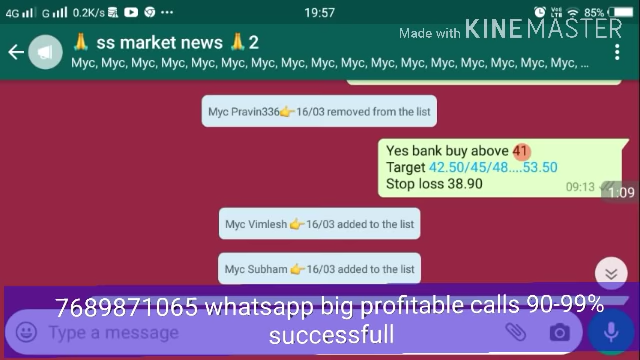 4G G 0.2K/s ••• 19:57 Vo) LTE 85%
Made with KINEMASTER
🙏 ss market news 🙏2
Myc, Myc, Myc, Myc, Myc, Myc, Myc, Myc, Myc, Myc, Myc, Myc, Myc, Myc, Myc, Myc, Myc, ...
Myc Pravin336👉16/03 removed from the list
Yes bank buy above 41
Target 42.50/45/48....53.50
Stop loss 38.90
09:13
1:09
Myc Vimlesh 👉16/03 added to the list
Myc Subham 👉16/03 added to the list
7689871065 whatsapp big profitable calls 90-99%
successfull
Type a message